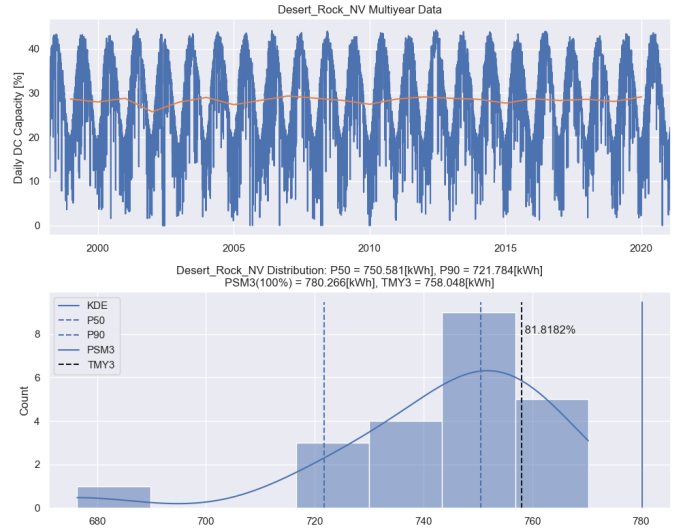 Desert_Rock_NV Multiyear Data
Daily DC Capacity [%]
40
30
20
10
0
2000
2005
2010
2015
2020
Desert_Rock_NV Distribution: P50 = 750.581[kWh], P90 = 721.784[kWh]
PSM3(100%) = 780.266[kWh], TMY3 = 758.048[kWh]
KDE
P50
P90
PSM3
TMY3
81.8182%
Count
8
6
4
2
0
680
700
720
740
760
780